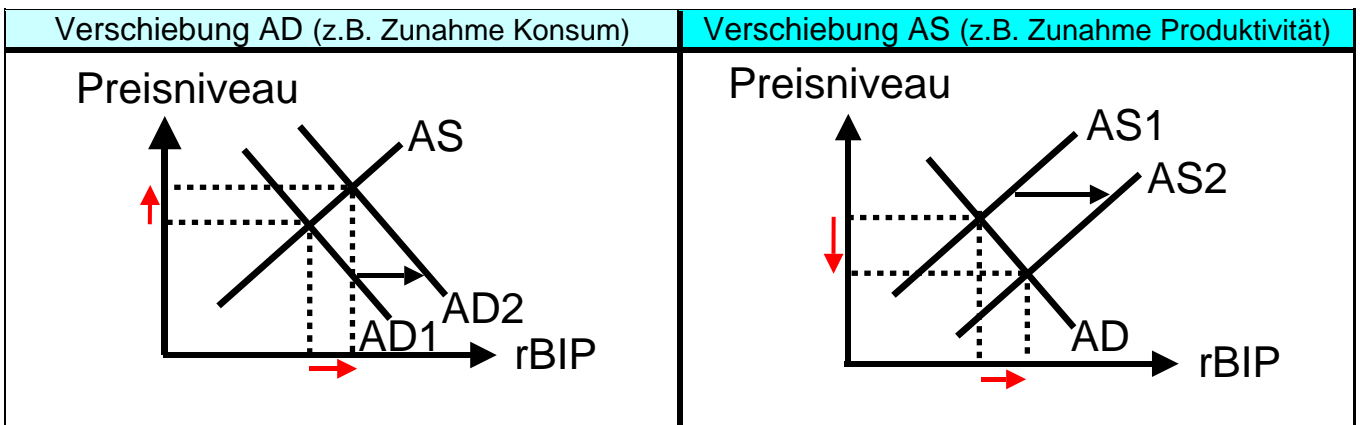 Verschiebung AD (z.B. Zunahme Konsum)
Preisniveau
AS
AD2
AD1
rBIP
Verschiebung AS (z.B. Zunahme Produktivität)
Preisniveau
AS1
AS2
AD
rBIP